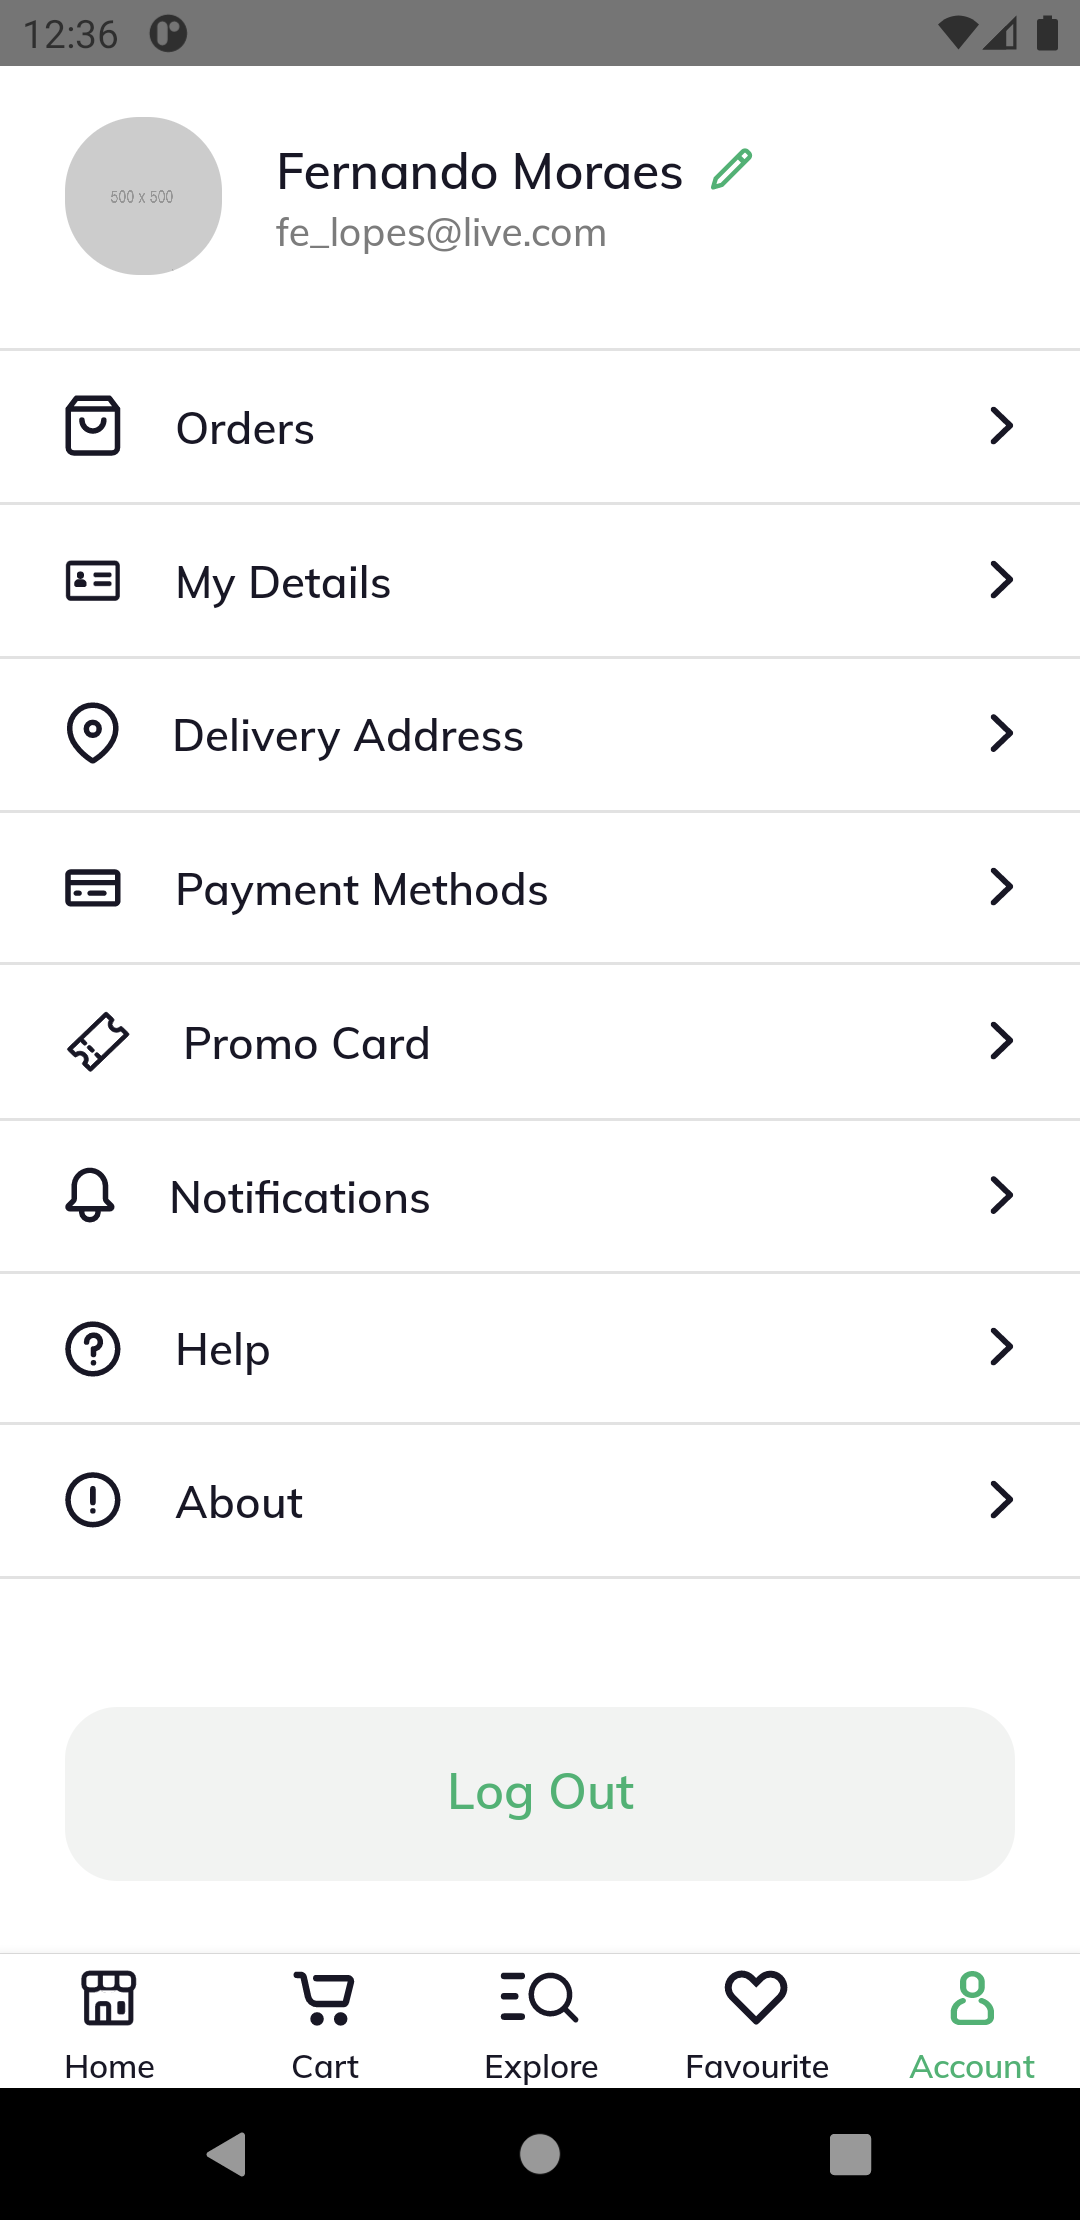 12:36
500 x 500
Fernando Moraes
fe_lopes@live.com
Orders
My Details
Delivery Address
Payment Methods
Promo Card
Notifications
Help
About
Log Out
Home
Cart
Explore
Favourite
Account